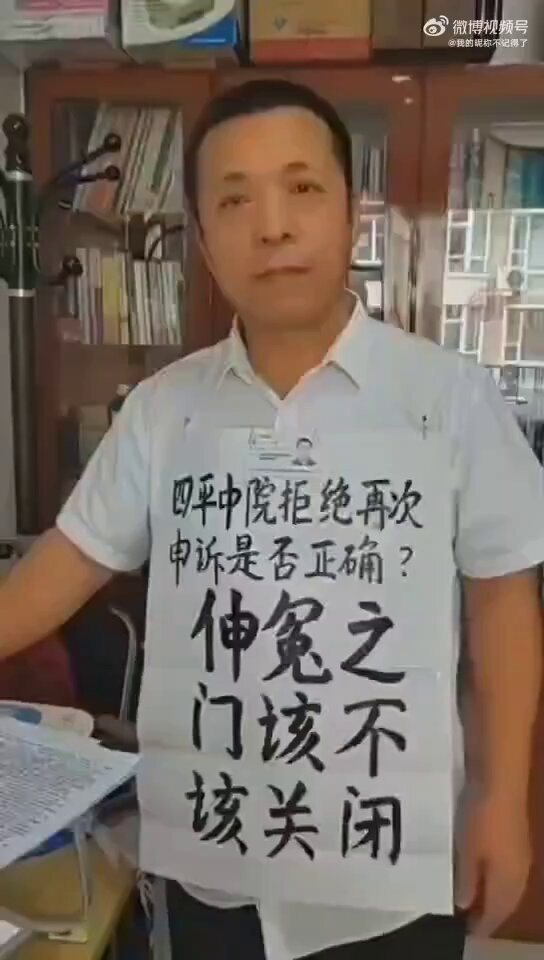 微博视频号
@我的昵称不记得了
四平中院拒绝再次
申诉是否正确？
伸冤之
门该不
该关闭